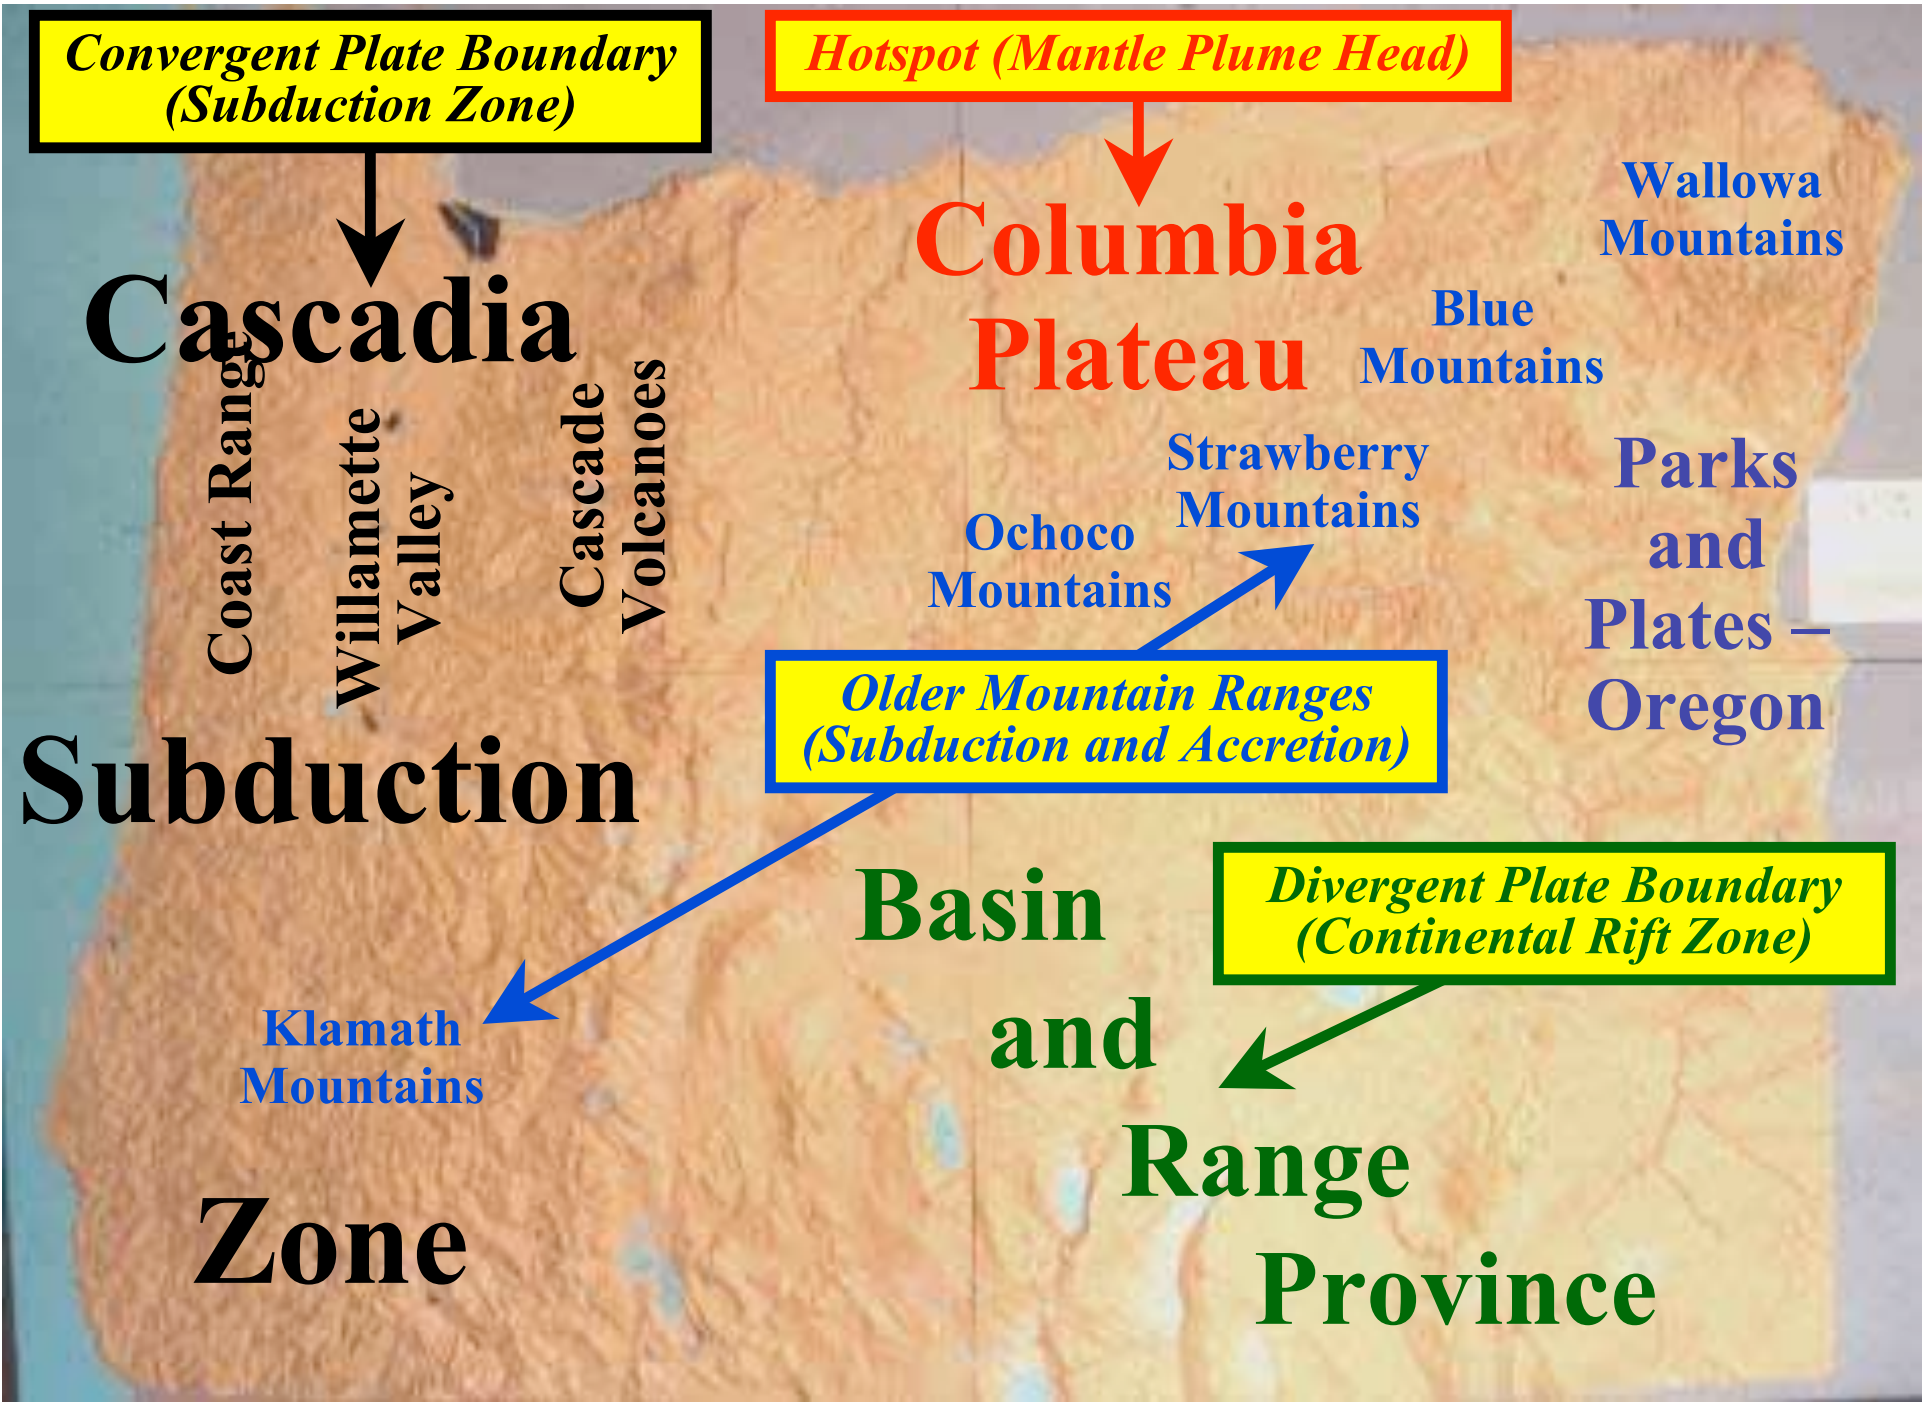 Convergent Plate Boundary
(Subduction Zone)
Hotspot (Mantle Plume Head)
Wallowa
Mountains
Columbia
Plateau
Blue
Mountains
Cascadia
Coast Range
Willamette
Valley
Cascade
Volcanoes
Strawberry
Mountains
Ochoco
Mountains
Parks
and
Plates –
Oregon
Older Mountain Ranges
(Subduction and Accretion)
Subduction
Basin
and
Range
Province
Divergent Plate Boundary
(Continental Rift Zone)
Klamath
Mountains
Zone